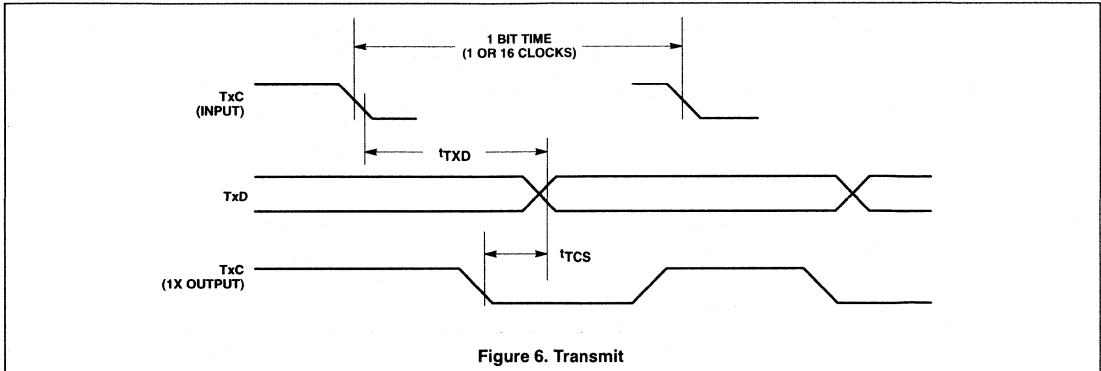 1 BIT TIME
(1 OR 16 CLOCKS)
TxC
(INPUT)
tTXD
TxD
tTCS
TxC
(1X OUTPUT)
Figure 6. Transmit